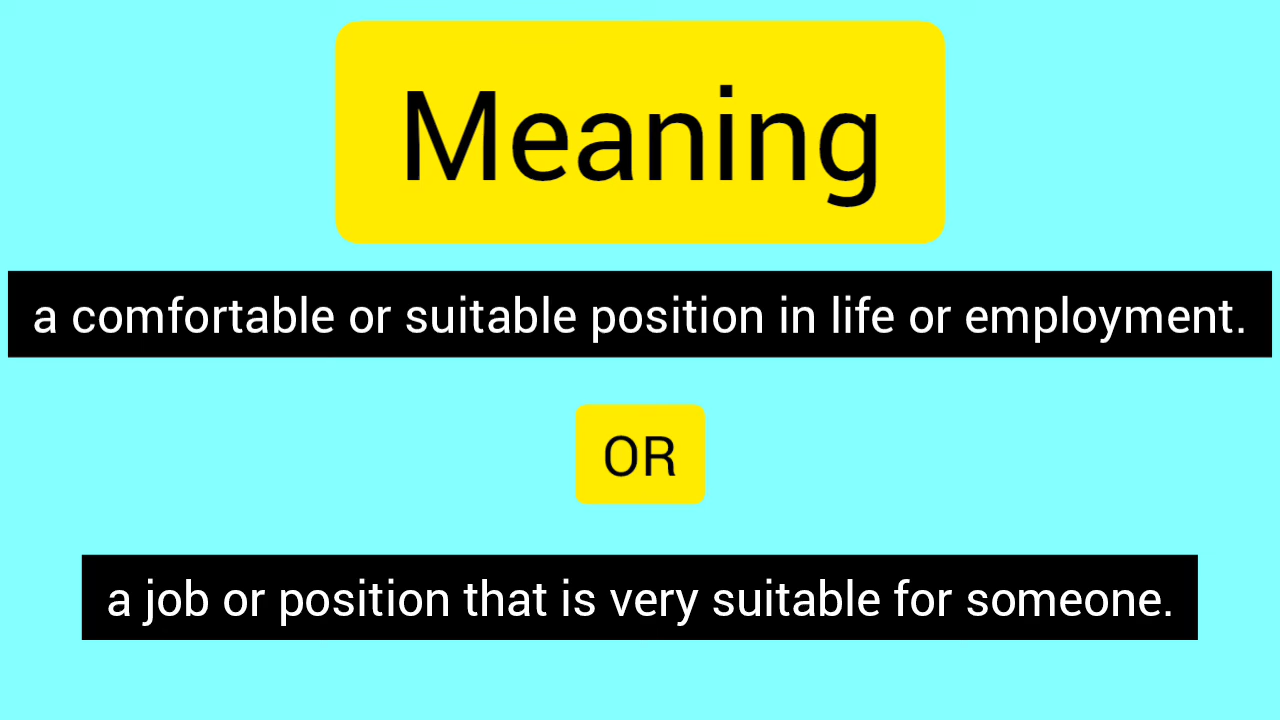 Meaning
a comfortable or suitable position in life or employment.
OR
a job or position that is very suitable for someone.